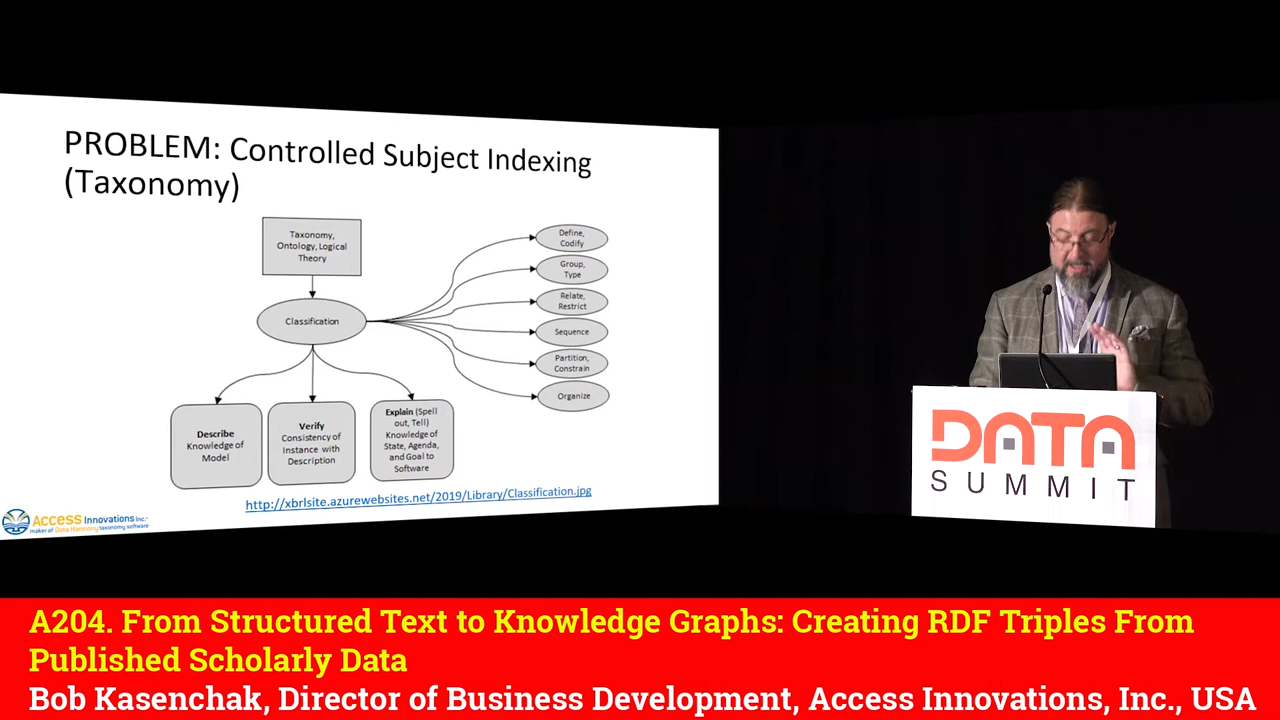 PROBLEM: Controlled Subject Indexing
(Taxonomy)
Taxonomy,
Ontology, Logical
Theory
Classification
Define,
Codify
Group,
Type
Relate,
Restrict
Sequence
Partition,
Constrain
Organize
Describe
Knowledge of
Model
Verify
Consistency of
Instance with
Description
Explain (Spell
out, Tell)
Knowledge of
State, Agenda,
and Goal to
Software
http://xbrlsite.azurewebsites.net/2019/Library/Classification.jpg
Access Innovations Inc.
maker of Data Harmony taxonomy software
DATA
SUMMIT
A204. From Structured Text to Knowledge Graphs: Creating RDF Triples From
Published Scholarly Data
Bob Kasenchak, Director of Business Development, Access Innovations, Inc., USA